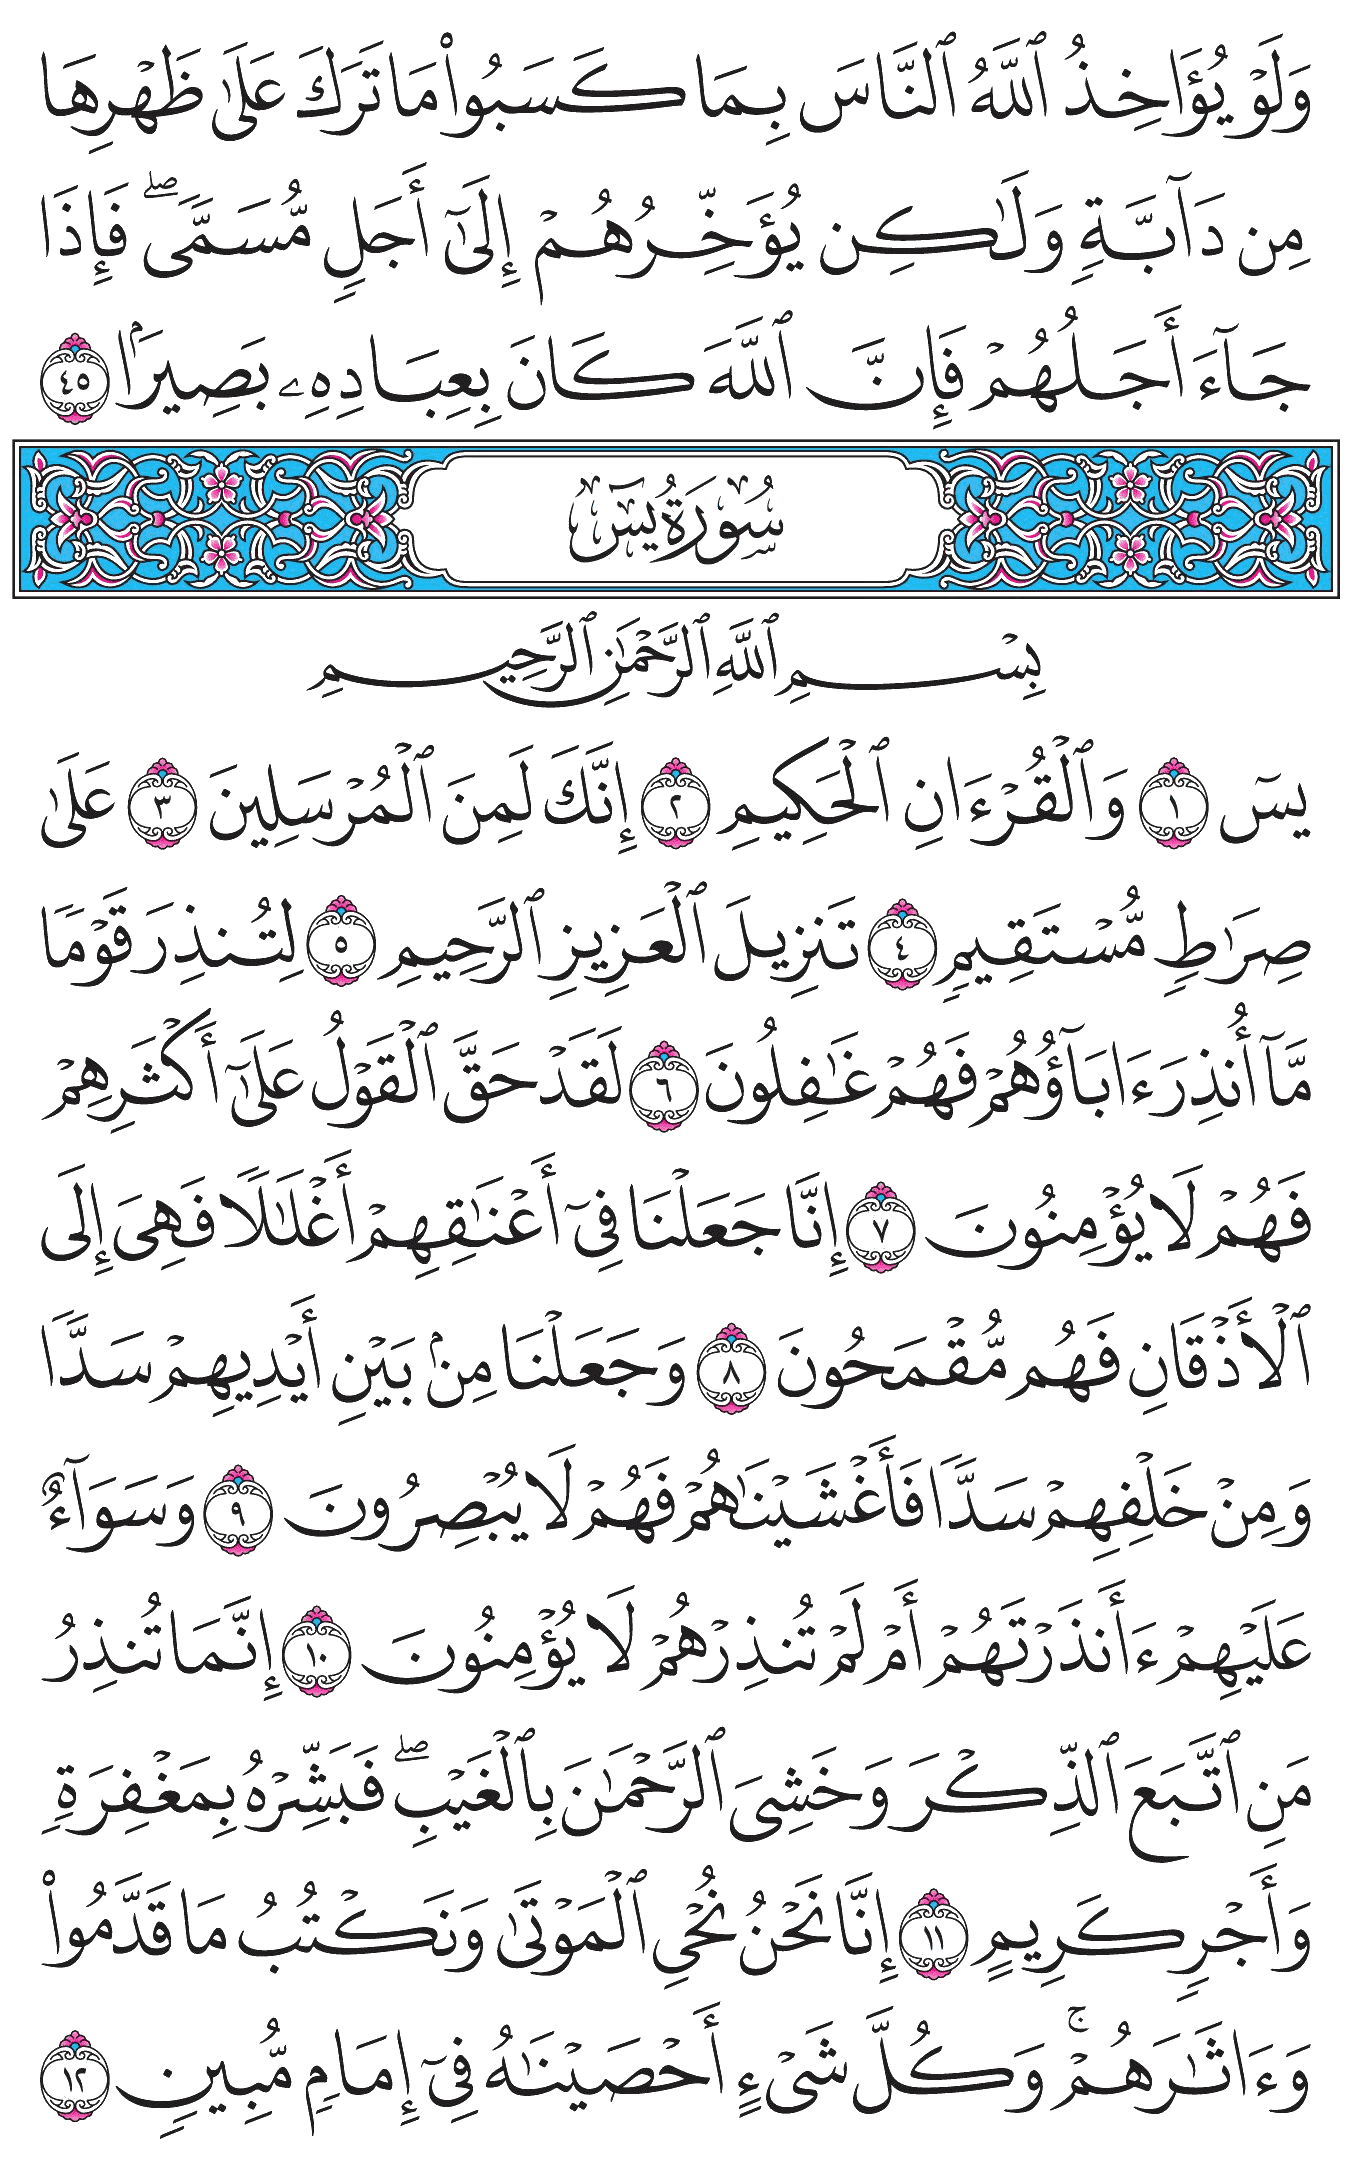 وَلَوۡ يُؤَاخِذُ ٱللَّهُ ٱلنَّاسَ بِمَا كَسَبُواْ مَا تَرَكَ عَلَىٰ ظَهۡرِهَا
مِن دَآبَّةٖ وَلَٰكِن يُؤَخِّرُهُمۡ إِلَىٰٓ أَجَلٖ مُّسَمّٗىۖ فَإِذَا
جَآءَ أَجَلُهُمۡ فَإِنَّ ٱللَّهَ كَانَ بِعِبَادِهِۦ بَصِيرَۢا ٤٥
سُورَةُ يسٓ
بِسۡمِ ٱللَّهِ ٱلرَّحۡمَٰنِ ٱلرَّحِيمِ
يسٓ ١ وَٱلۡقُرۡءَانِ ٱلۡحَكِيمِ ٢ إِنَّكَ لَمِنَ ٱلۡمُرۡسَلِينَ ٣ عَلَىٰ
صِرَٰطٖ مُّسۡتَقِيمٖ ٤ تَنزِيلَ ٱلۡعَزِيزِ ٱلرَّحِيمِ ٥ لِتُنذِرَ قَوۡمٗا
مَّآ أُنذِرَ ءَابَآؤُهُمۡ فَهُمۡ غَٰفِلُونَ ٦ لَقَدۡ حَقَّ ٱلۡقَوۡلُ عَلَىٰٓ أَكۡثَرِهِمۡ
فَهُمۡ لَا يُؤۡمِنُونَ ٧ إِنَّا جَعَلۡنَا فِيٓ أَعۡنَٰقِهِمۡ أَغۡلَٰلٗا فَهِيَ إِلَى
ٱلۡأَذۡقَانِ فَهُم مُّقۡمَحُونَ ٨ وَجَعَلۡنَا مِنۢ بَيۡنِ أَيۡدِيهِمۡ سَدّٗا
وَمِنۡ خَلۡفِهِمۡ سَدّٗا فَأَغۡشَيۡنَٰهُمۡ فَهُمۡ لَا يُبۡصِرُونَ ٩ وَسَوَآءٌ
عَلَيۡهِمۡ ءَأَنذَرۡتَهُمۡ أَمۡ لَمۡ تُنذِرۡهُمۡ لَا يُؤۡمِنُونَ ١٠ إِنَّمَا تُنذِرُ
مَنِ ٱتَّبَعَ ٱلذِّكۡرَ وَخَشِيَ ٱلرَّحۡمَٰنَ بِٱلۡغَيۡبِۖ فَبَشِّرۡهُ بِمَغۡفِرَةٖ
وَأَجۡرٖ كَرِيمٍ ١١ إِنَّا نَحۡنُ نُحۡيِ ٱلۡمَوۡتَىٰ وَنَكۡتُبُ مَا قَدَّمُواْ
وَءَاثَٰرَهُمۡۚ وَكُلَّ شَيۡءٍ أَحۡصَيۡنَٰهُ فِيٓ إِمَامٖ مُّبِينٖ ١٢